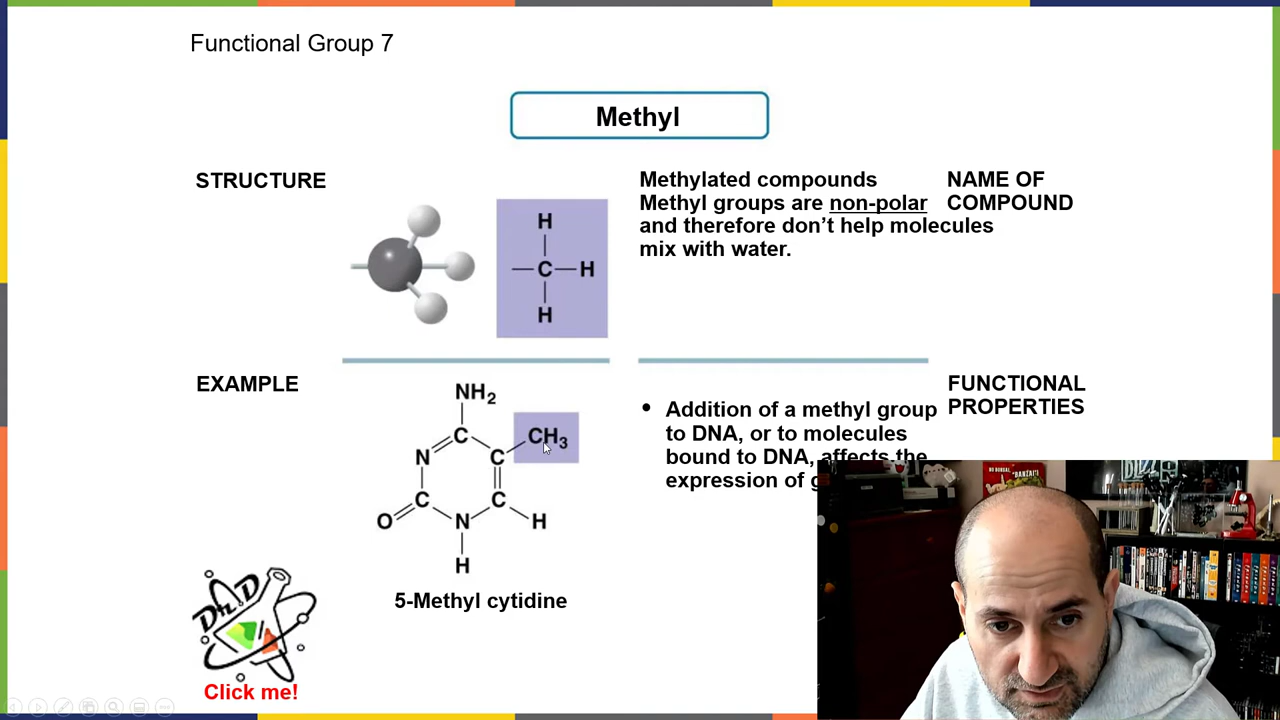 Functional Group 7
Methyl
STRUCTURE
H
C H
H
Methylated compounds
Methyl groups are non-polar
and therefore don’t help molecules
mix with water.
NAME OF
COMPOUND
EXAMPLE
NH2
C CH3
N C
C C
O N H
H
5-Methyl cytidine
• Addition of a methyl group
to DNA, or to molecules
bound to DNA, affects the
expression of
FUNCTIONAL
PROPERTIES
Dr. D
Click me!